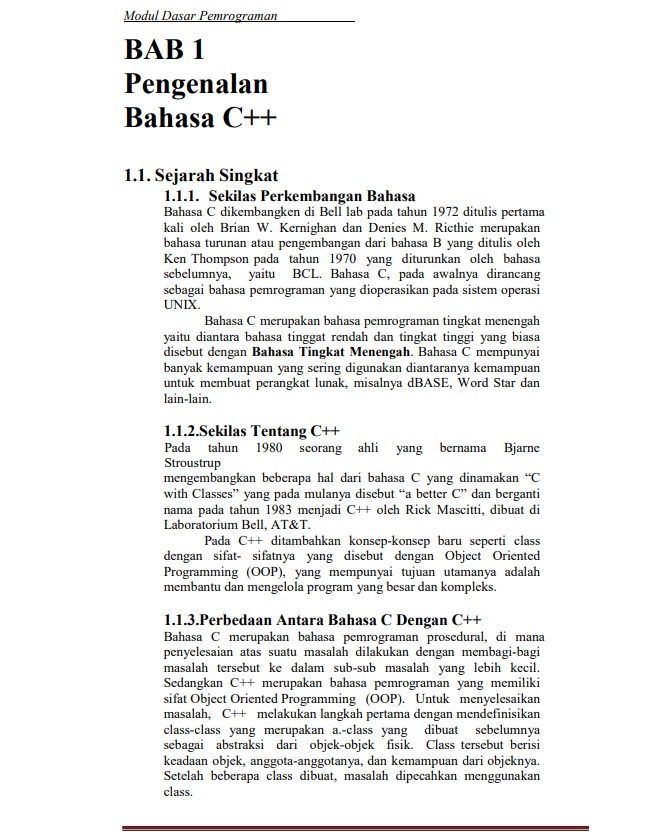 Modul Dasar Pemrograman
BAB 1
Pengenalan
Bahasa C++
1.1. Sejarah Singkat
1.1.1. Sekilas Perkembangan Bahasa
Bahasa C dikembangken di Bell lab pada tahun 1972 ditulis pertama
kali oleh Brian W. Kernighan dan Denies M. Ricthie merupakan
bahasa turunan atau pengembangan dari bahasa B yang ditulis oleh
Ken Thompson pada tahun 1970 yang diturunkan oleh bahasa
sebelumnya, yaitu BCL. Bahasa C, pada awalnya dirancang
sebagai bahasa pemrograman yang dioperasikan pada sistem operasi
UNIX.
Bahasa C merupakan bahasa pemrograman tingkat menengah
yaitu diantara bahasa tinggat rendah dan tingkat tinggi yang biasa
disebut dengan Bahasa Tingkat Menengah. Bahasa C mempunyai
banyak kemampuan yang sering digunakan diantaranya kemampuan
untuk membuat perangkat lunak, misalnya dBASE, Word Star dan
lain-lain.
1.1.2.Sekilas Tentang C++
Pada tahun 1980 seorang ahli yang bernama Bjarne
Stroustrup
mengembangkan beberapa hal dari bahasa C yang dinamakan “C
with Classes” yang pada mulanya disebut “a better C” dan berganti
nama pada tahun 1983 menjadi C++ oleh Rick Mascitti, dibuat di
Laboratorium Bell, AT&T.
Pada C++ ditambahkan konsep-konsep baru seperti class
dengan sifat- sifatnya yang disebut dengan Object Oriented
Programming (OOP), yang mempunyai tujuan utamanya adalah
membantu dan mengelola program yang besar dan kompleks.
1.1.3.Perbedaan Antara Bahasa C Dengan C++
Bahasa C merupakan bahasa pemrograman prosedural, di mana
penyelesaian atas suatu masalah dilakukan dengan membagi-bagi
masalah tersebut ke dalam sub-sub masalah yang lebih kecil.
Sedangkan C++ merupakan bahasa pemrograman yang memiliki
sifat Object Oriented Programming (OOP). Untuk menyelesaikan
masalah, C++ melakukan langkah pertama dengan mendefinisikan
class-class yang merupakan a.-class yang dibuat sebelumnya
sebagai abstraksi dari objek-objek fisik. Class tersebut berisi
keadaan objek, anggota-anggotanya, dan kemampuan dari objeknya.
Setelah beberapa class dibuat, masalah dipecahkan menggunakan
class.